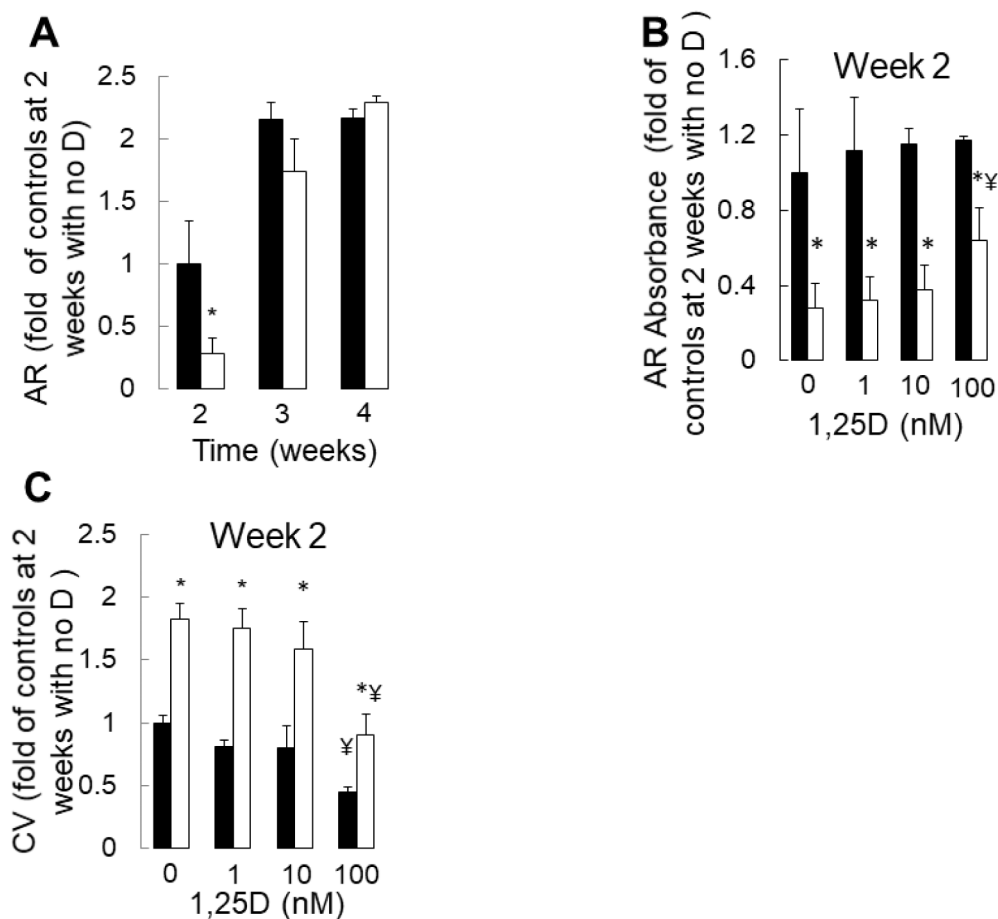 A
AR (fold of controls at 2
weeks with no D)
2.5
2
1.5
1
0.5
0
*
2 3 4
Time (weeks)
B
AR Absorbance (fold of
controls at 2 weeks with no D )
Week 2
1.6
1.2
0.8
0.4
0
* * * *¥
0 1 10 100
1,25D (nM)
C
CV (fold of controls at 2
weeks with no D )
Week 2
2.5
2
1.5
1
0.5
0
* * * ¥ *¥
0 1 10 100
1,25D (nM)